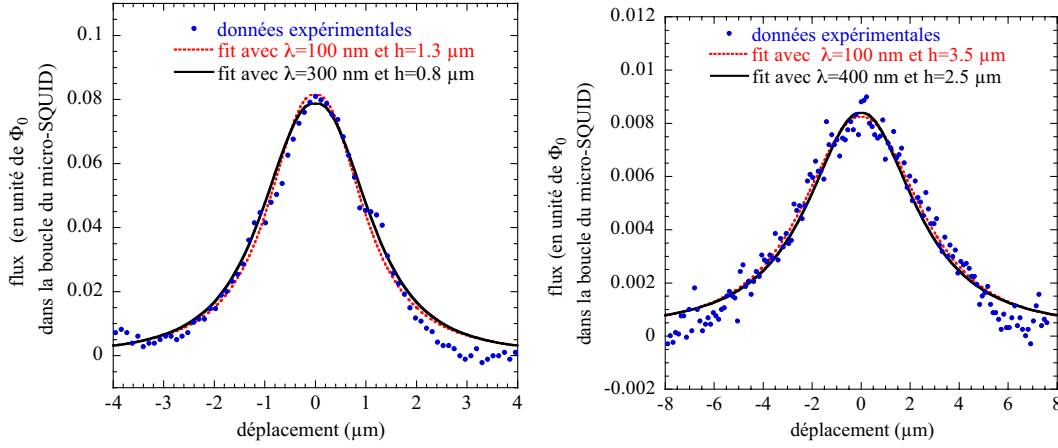 0.1
0.08
0.06
0.04
0.02
0
-4
-3
-2
-1
0
1
2
3
4
données expérimentales
fit avec λ=100 nm et h=1.3 µm
fit avec λ=300 nm et h=0.8 µm
flux (en unité de Φ0
dans la boucle du micro-SQUID)
déplacement (µm)
0.012
0.01
0.008
0.006
0.004
0.002
0
-0.002
-8
-6
-4
-2
0
2
4
6
8
données expérimentales
fit avec λ=100 nm et h=3.5 µm
fit avec λ=400 nm et h=2.5 µm
flux (en unité de Φ0
dans la boucle du micro-SQUID)
déplacement (µm)